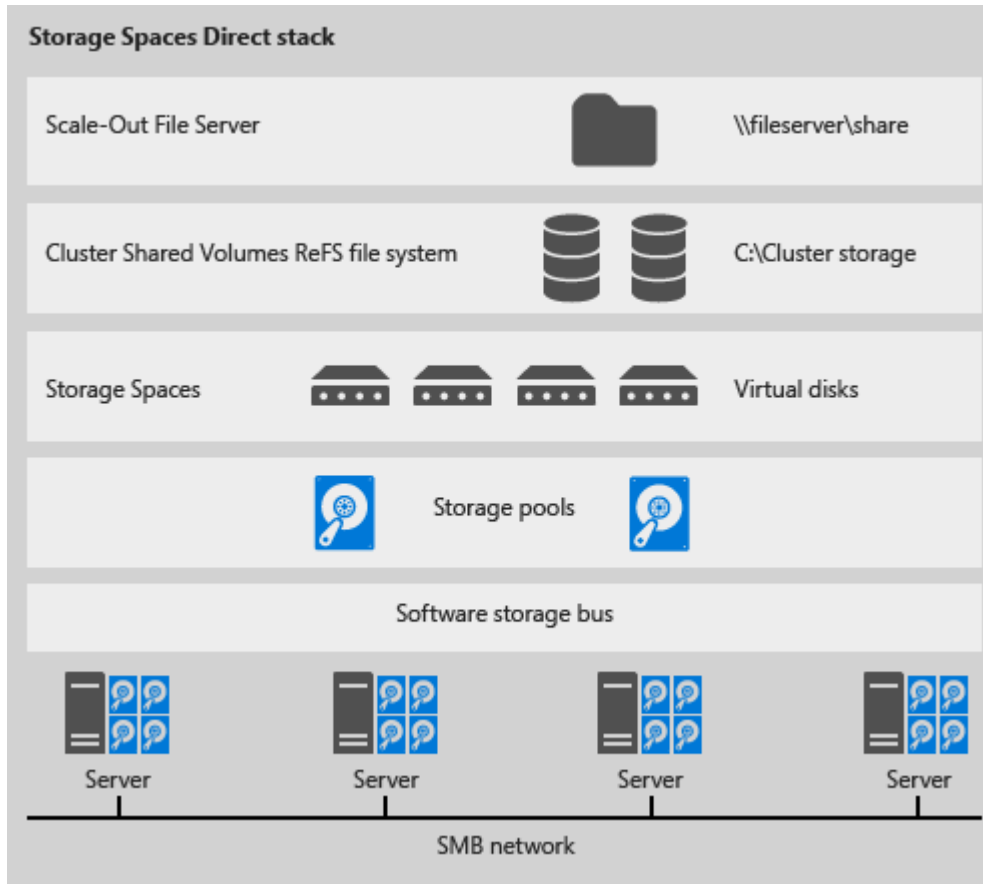 Storage Spaces Direct stack
Scale-Out File Server
\\fileserver\share
Cluster Shared Volumes ReFS file system
C:\Cluster storage
Storage Spaces
Virtual disks
Storage pools
Software storage bus
Server
Server
Server
Server
SMB network